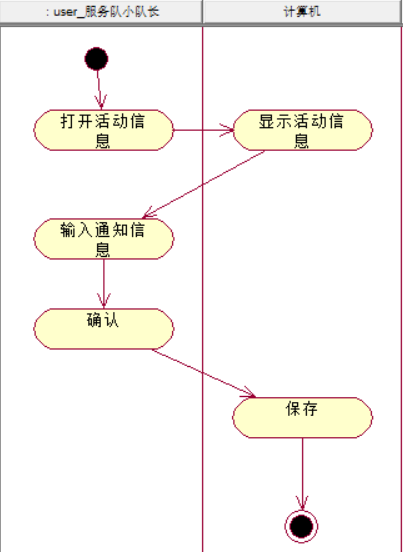 : user_服务队小队长
计算机
打开活动信
息
显示活动信
息
输入通知信
息
确认
保存